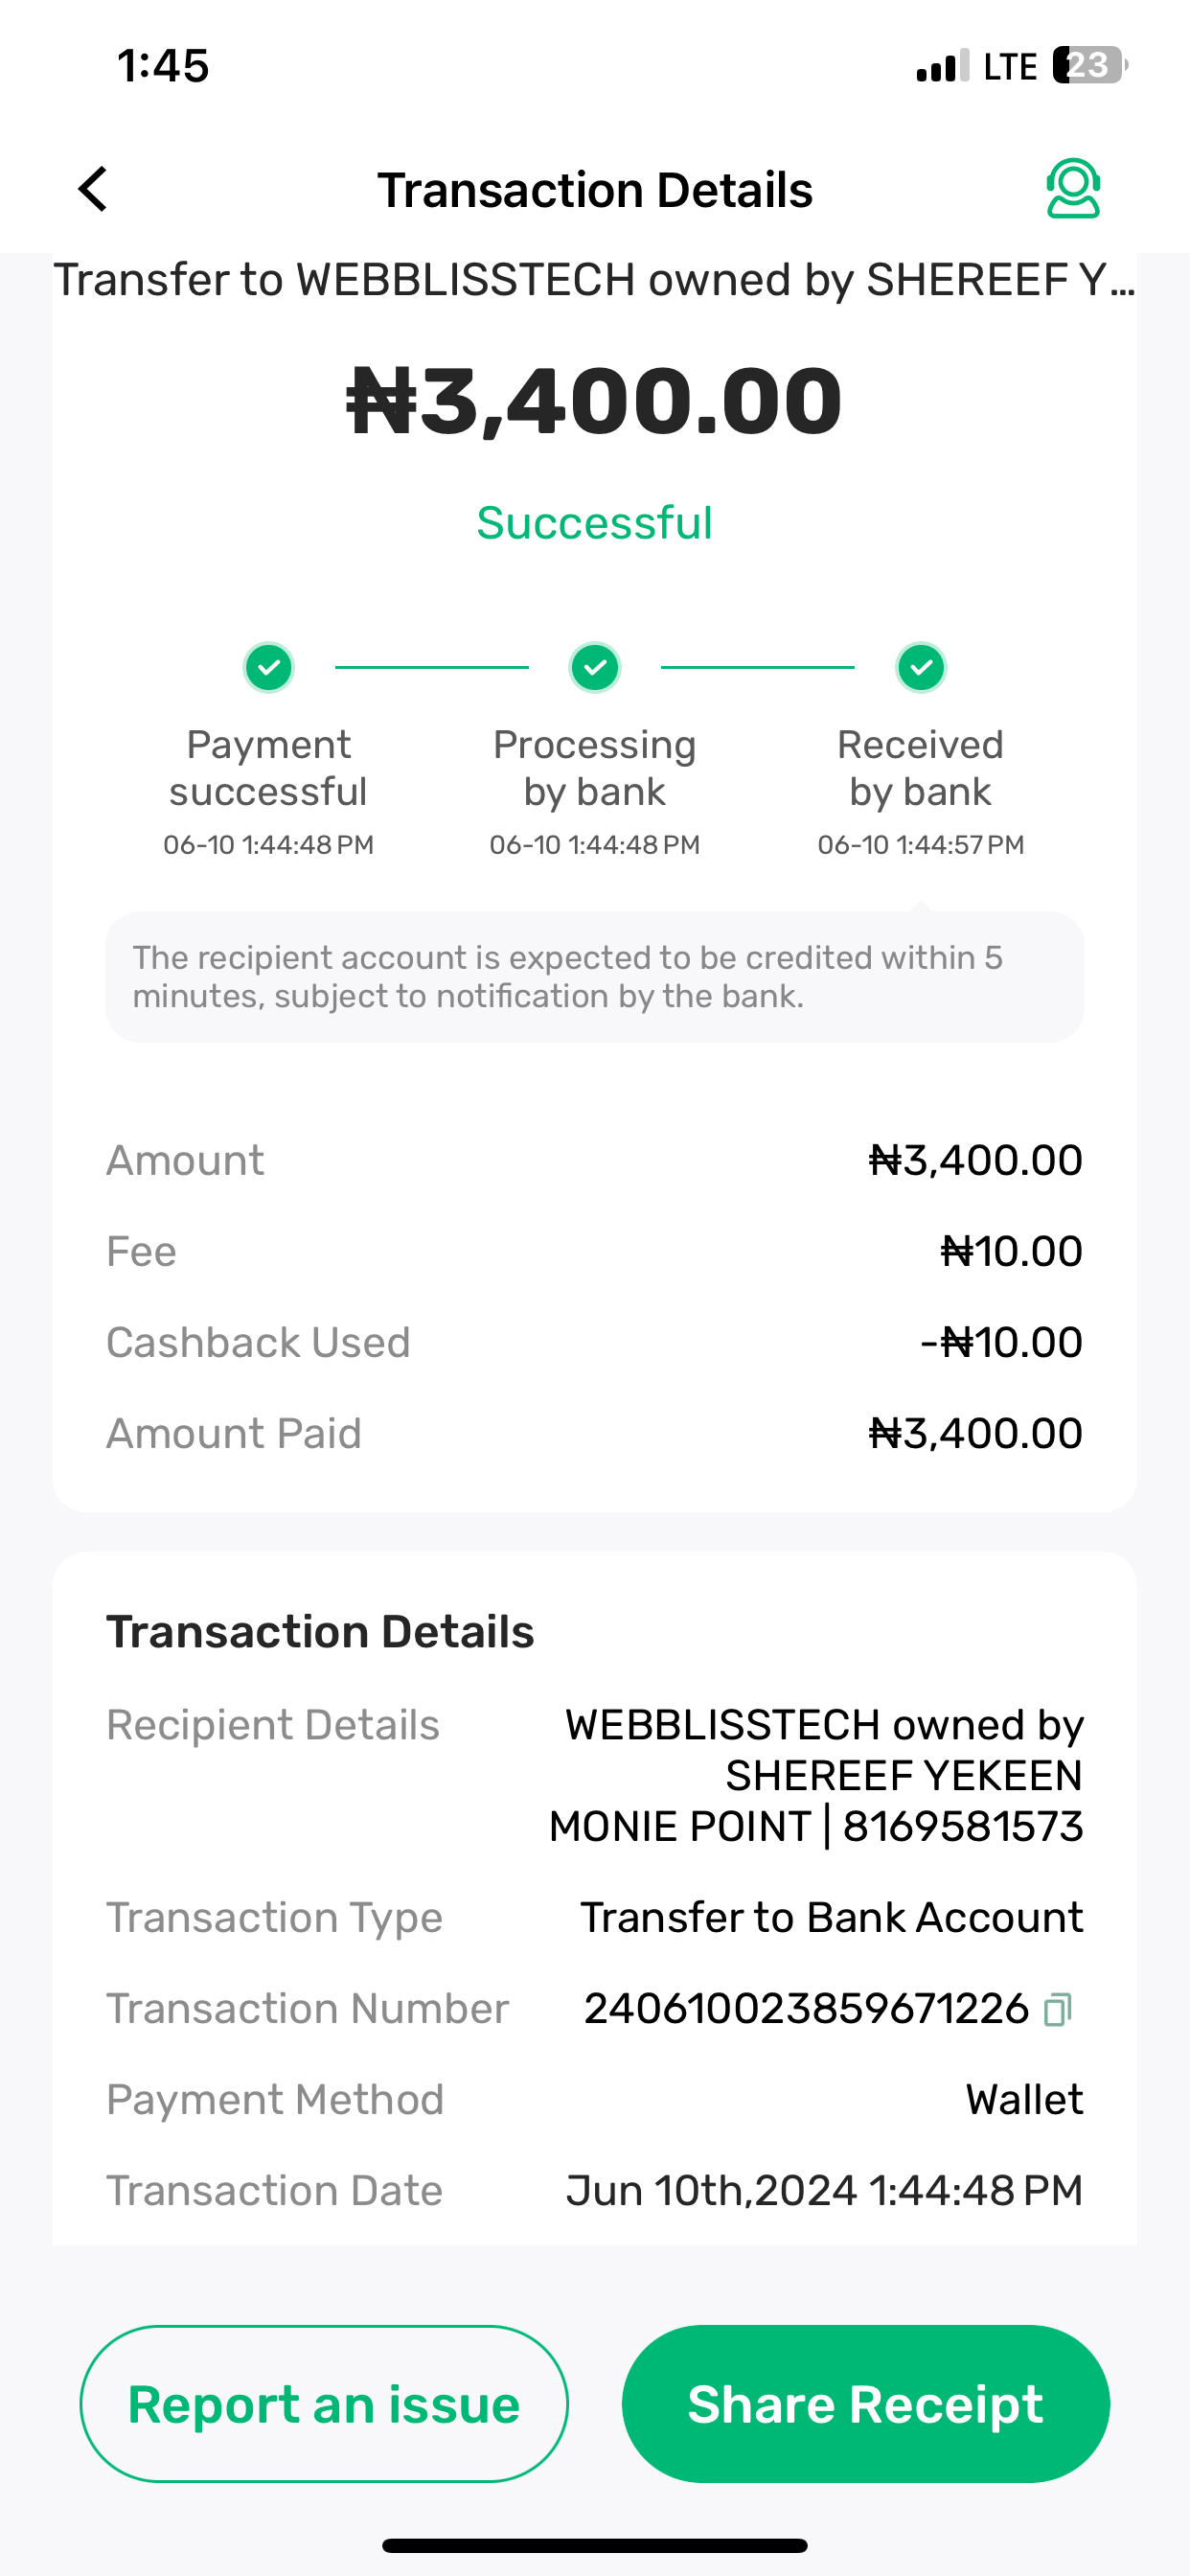 1:45 LTE 23
Transaction Details
Transfer to WEBBLISSTECH owned by SHEREEF Y...
₦3,400.00
Successful
Payment successful
06-10 1:44:48 PM
Processing by bank
06-10 1:44:48 PM
Received by bank
06-10 1:44:57 PM
The recipient account is expected to be credited within 5
minutes, subject to notification by the bank.
Amount ₦3,400.00
Fee ₦10.00
Cashback Used -₦10.00
Amount Paid ₦3,400.00
Transaction Details
Recipient Details WEBBLISSTECH owned by
SHEREEF YEKEEN
MONIE POINT | 8169581573
Transaction Type Transfer to Bank Account
Transaction Number 240610023859671226
Payment Method Wallet
Transaction Date Jun 10th,2024 1:44:48 PM
Report an issue Share Receipt